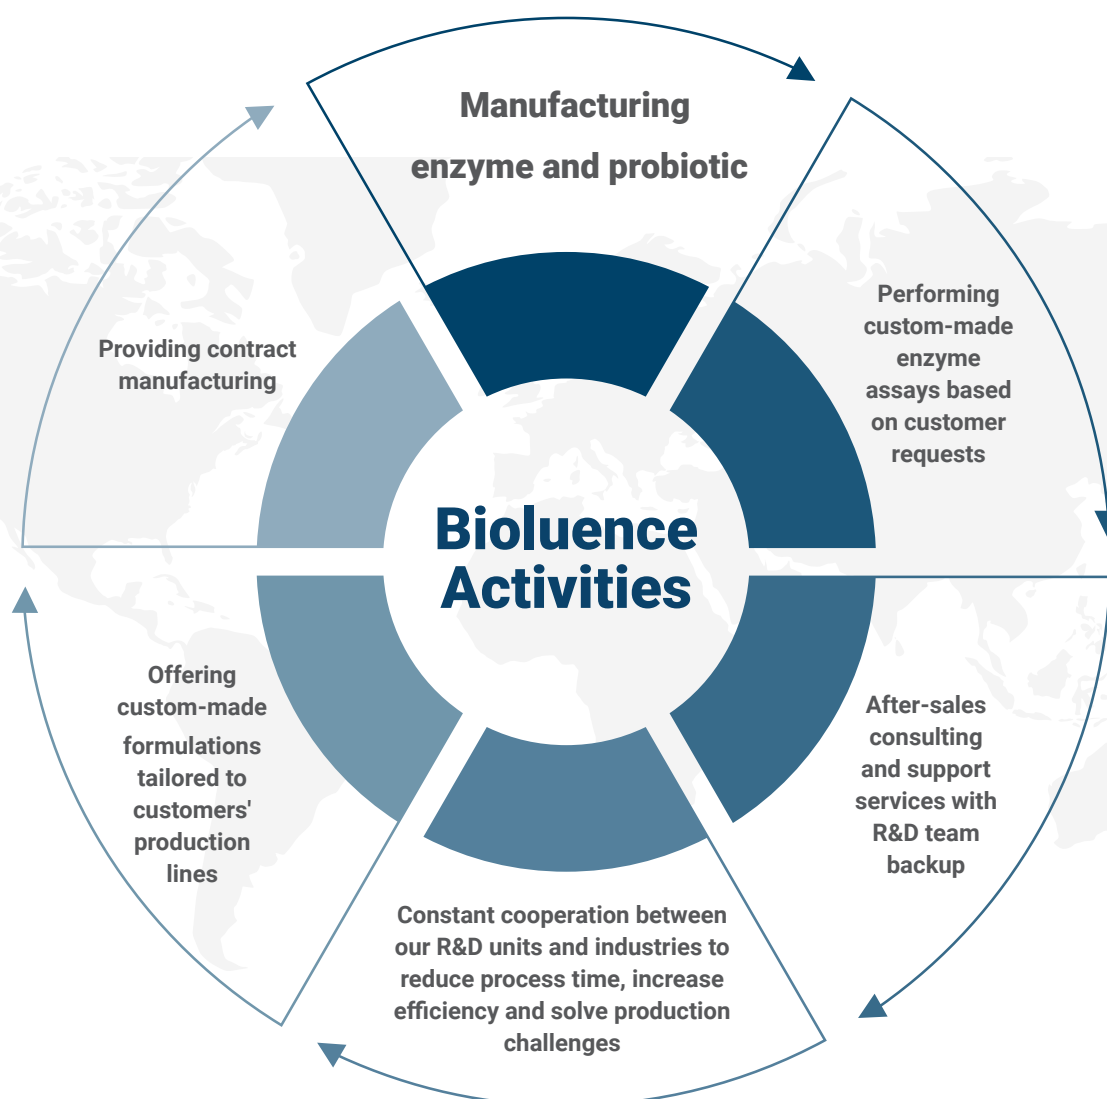 Manufacturing
enzyme and probiotic
Performing
custom-made
enzyme
assays based
on customer
requests
After-sales
consulting
and support
services with
R&D team
backup
Constant cooperation between
our R&D units and industries to
reduce process time, increase
efficiency and solve production
challenges
Offering
custom-made
formulations
tailored to
customers'
production
lines
Providing contract
manufacturing
Bioluence
Activities